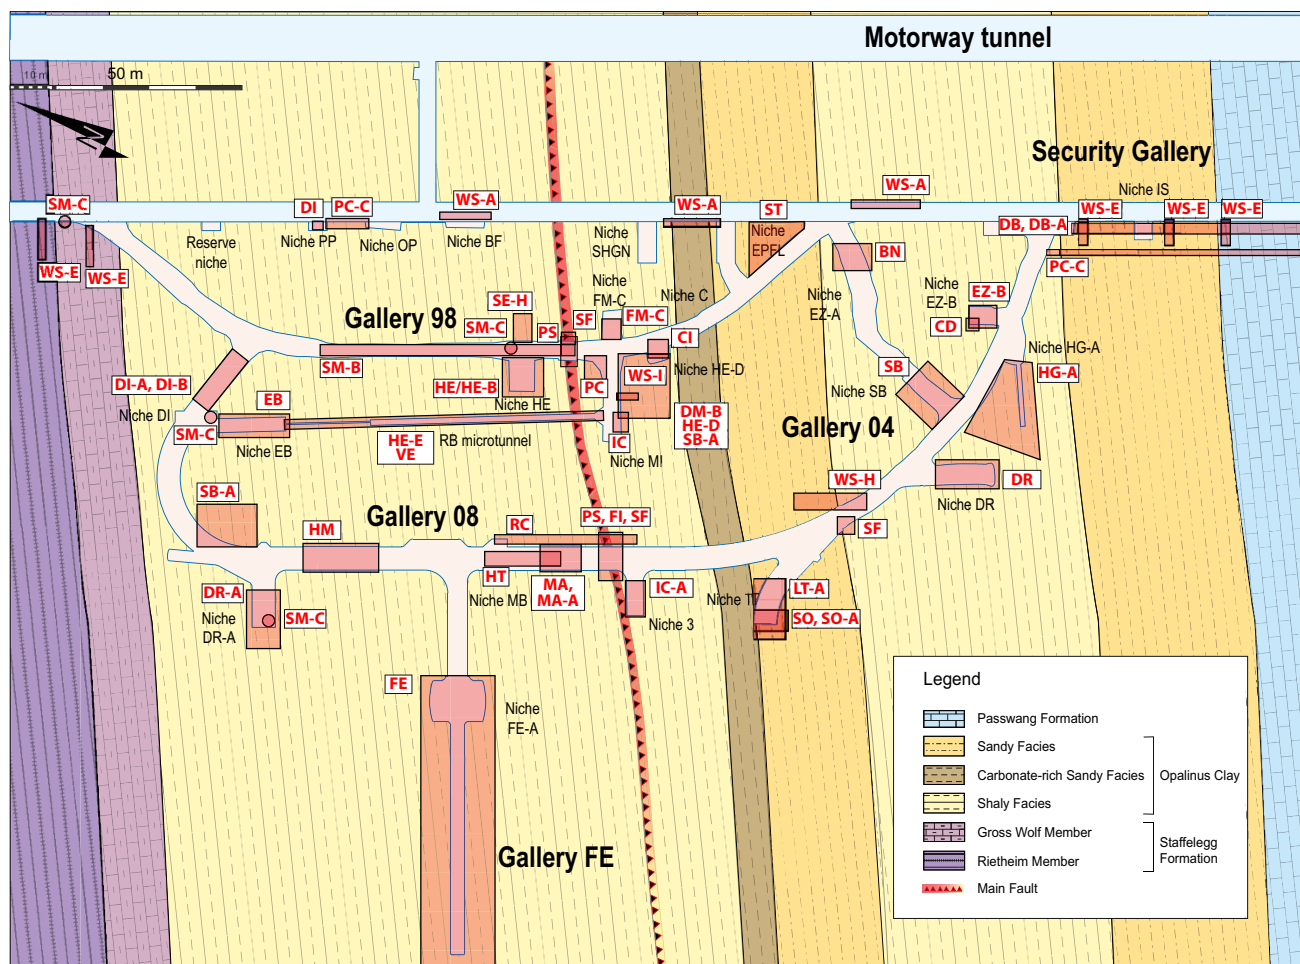 Motorway tunnel
10 m
50 m
N
Security Gallery
Niche IS
SM-C
DI
PC-C
WS-A
WS-A
ST
WS-A
WS-E
WS-E
WS-E
DB, DB-A
Niche PP
Niche OP
Niche BF
Reserve
niche
Niche
SHGN
Niche
EPFL
BN
PC-C
WS-E
WS-E
Niche
FM-C
Niche C
Niche
EZ-A
Niche
EZ-B
EZ-B
CD
SE-H
Gallery 98
SM-C
PS
SF
FM-C
CI
Niche HG-A
HG-A
SM-B
DI-A, DI-B
HE/HE-B
PC
WS-I
Niche HE-D
SB
Niche SB
Niche DI
EB
Niche HE
DM-B
HE-D
SB-A
SM-C
HE-E
VE
RB microtunnel
IC
Gallery 04
Niche EB
Niche MI
SB-A
WS-H
DR
Niche DR
Gallery 08
HM
RC
PS, FI, SF
SF
HT
MA,
MA-A
Niche MB
IC-A
Niche 3
Niche TT
LT-A
SO, SO-A
DR-A
Niche
DR-A
SM-C
FE
Niche
FE-A
Gallery FE
Legend
Passwang Formation
Sandy Facies
Carbonate-rich Sandy Facies
Opalinus Clay
Shaly Facies
Gross Wolf Member
Staffelegg
Formation
Rietheim Member
Main Fault